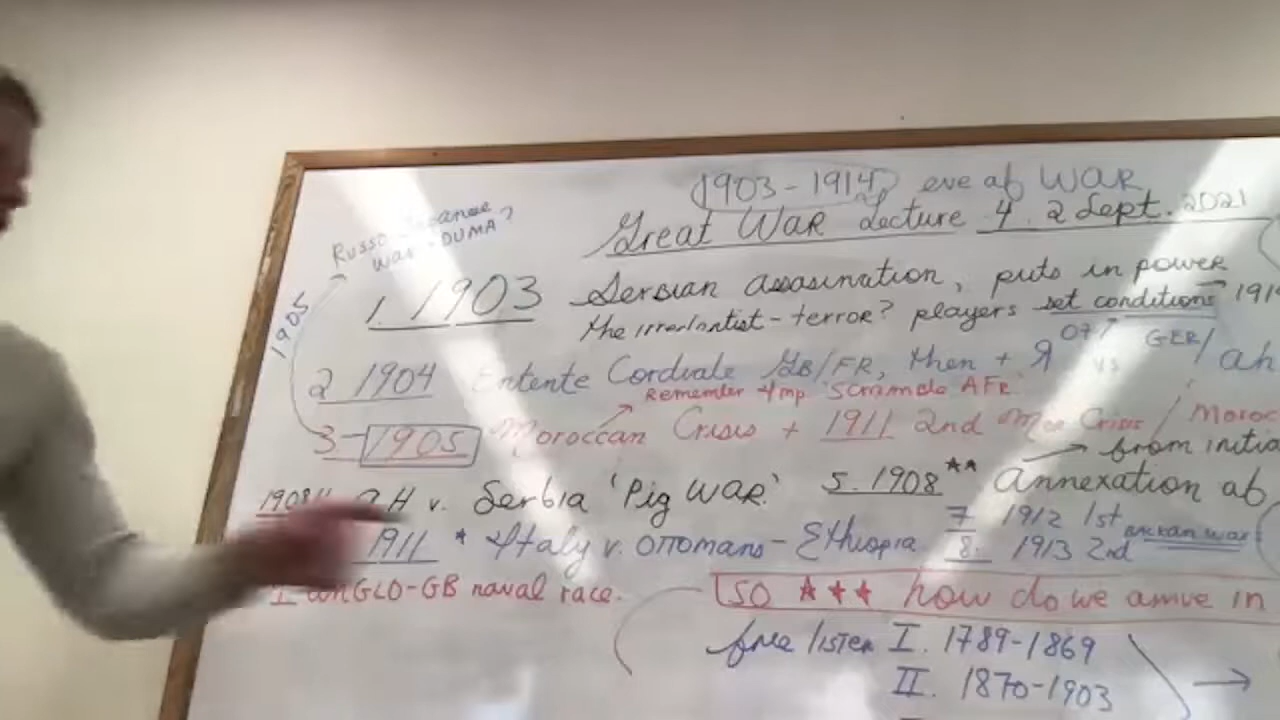 1903-1914 eve of WAR
Great WAR Lecture 4. 2 Sept. 2021
Russo War DUMA?
1. 1903 Serbian assasination, puts in power
the irredentist-terror? players set conditions 1914
1905
2 1904 Entente Cordiale GB/FR, then + Я 07 vs GER/ ah
Remember Imp 'Scramble AFR'
3 1905 Moroccan Crisis + 1911 2nd Mor Crisis / Moroc
from initia
1908 H v. Serbia 'Pig WAR.' 5. 1908** Annexation of
1911 * Italy v. Ottomans - Ethiopia 7 1912 1st Balkan war
8. 1913 2nd
GLO-GB naval race.
so *** how do we arrive in
free listen I. 1789-1869
II. 1870-1903